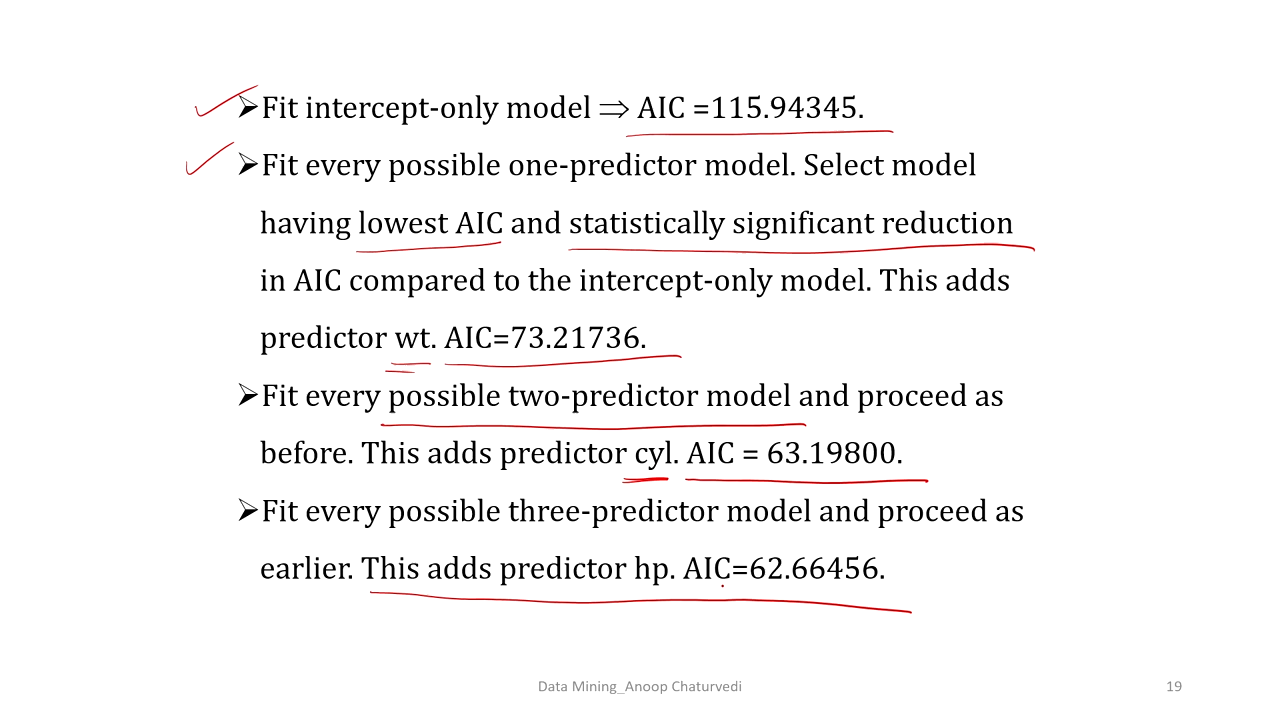 ➢Fit intercept-only model ⇒ AIC =115.94345.
➢Fit every possible one-predictor model. Select model
having lowest AIC and statistically significant reduction
in AIC compared to the intercept-only model. This adds
predictor wt. AIC=73.21736.
➢Fit every possible two-predictor model and proceed as
before. This adds predictor cyl. AIC = 63.19800.
➢Fit every possible three-predictor model and proceed as
earlier. This adds predictor hp. AIC=62.66456.
Data Mining_Anoop Chaturvedi
19